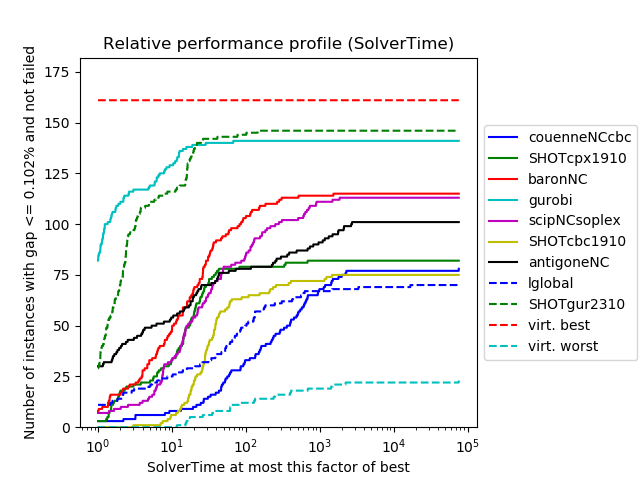 Relative performance profile (SolverTime)
Number of instances with gap <= 0.102% and not failed
175
150
125
100
75
50
25
0
10^0
10^1
10^2
10^3
10^4
10^5
SolverTime at most this factor of best
couenneNCcbc
SHOTcpx1910
baronNC
gurobi
scipNCsoplex
SHOTcbc1910
antigoneNC
lglobal
SHOTgur2310
virt. best
virt. worst